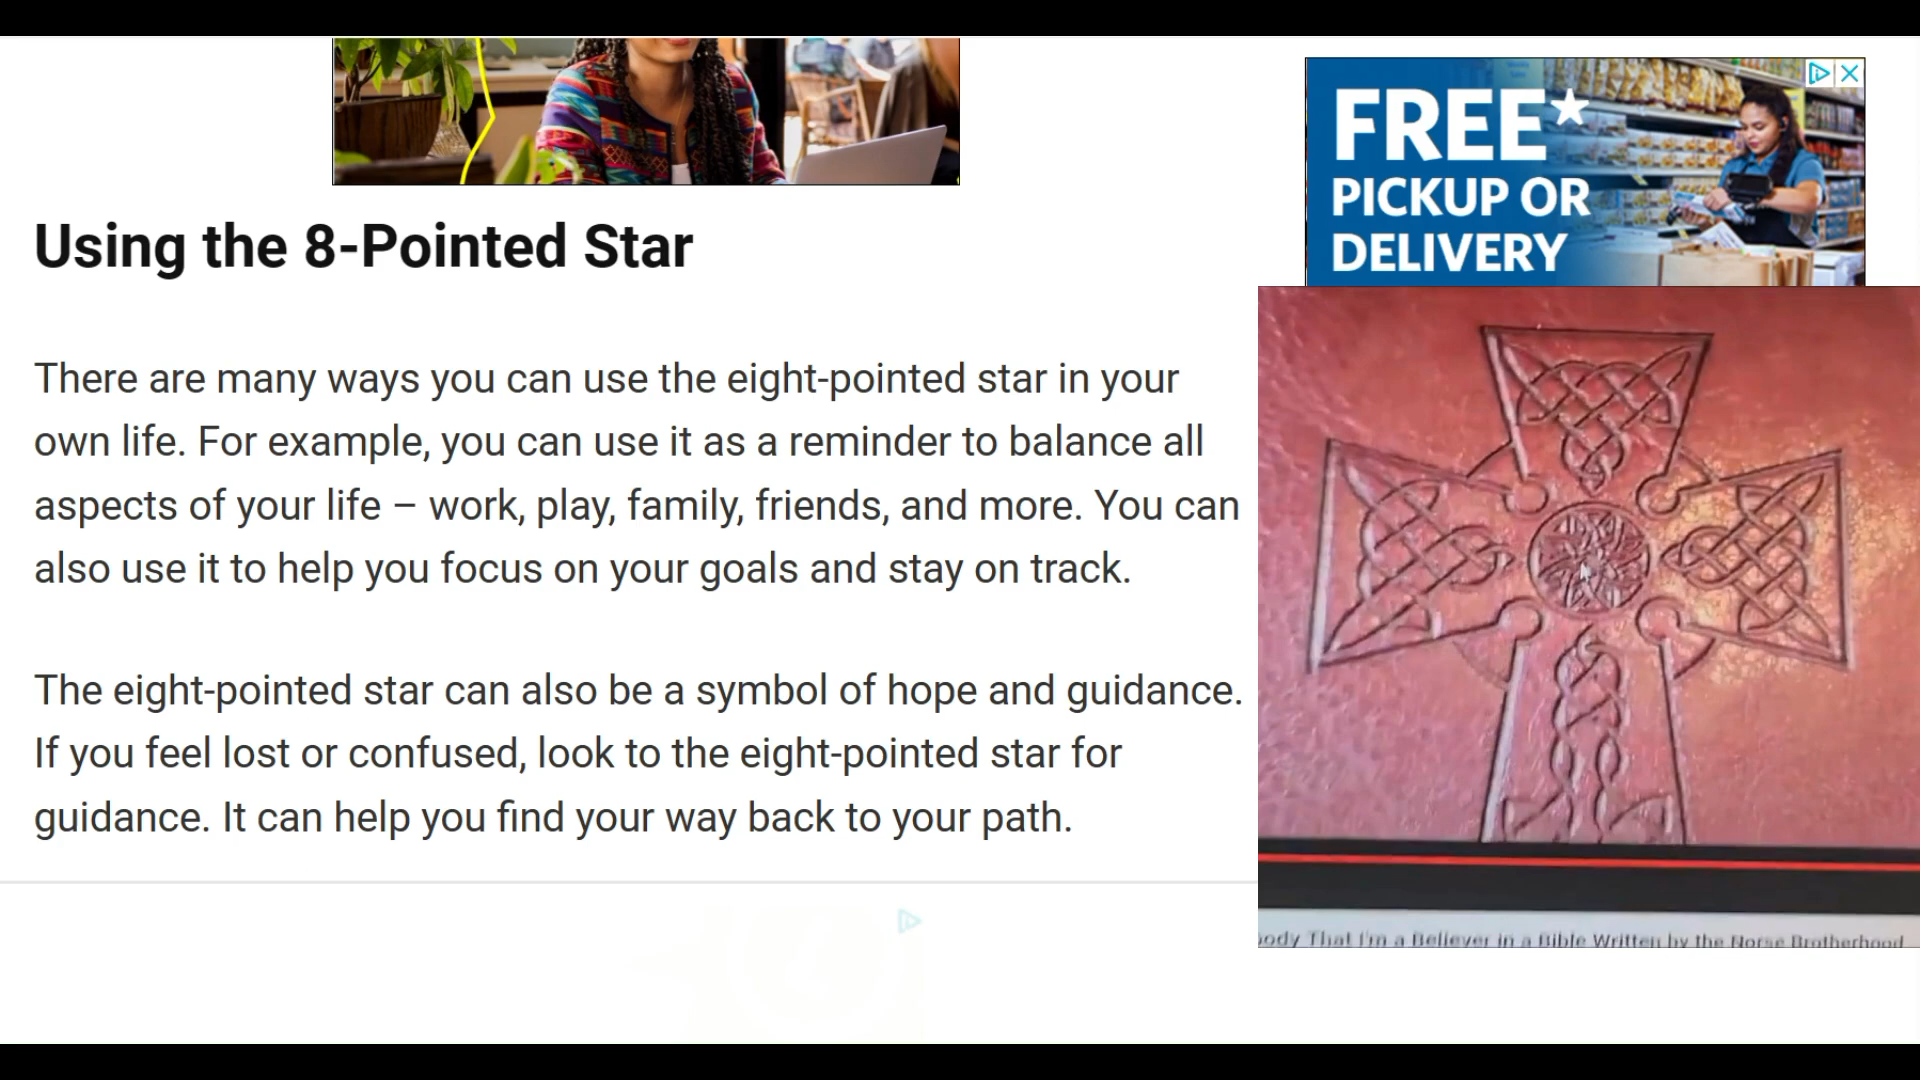 FREE*
PICKUP OR
DELIVERY
Using the 8-Pointed Star
There are many ways you can use the eight-pointed star in your
own life. For example, you can use it as a reminder to balance all
aspects of your life – work, play, family, friends, and more. You can
also use it to help you focus on your goals and stay on track.
The eight-pointed star can also be a symbol of hope and guidance.
If you feel lost or confused, look to the eight-pointed star for
guidance. It can help you find your way back to your path.
That I'm a Believer in a Bible Written by the Norse Brotherhood